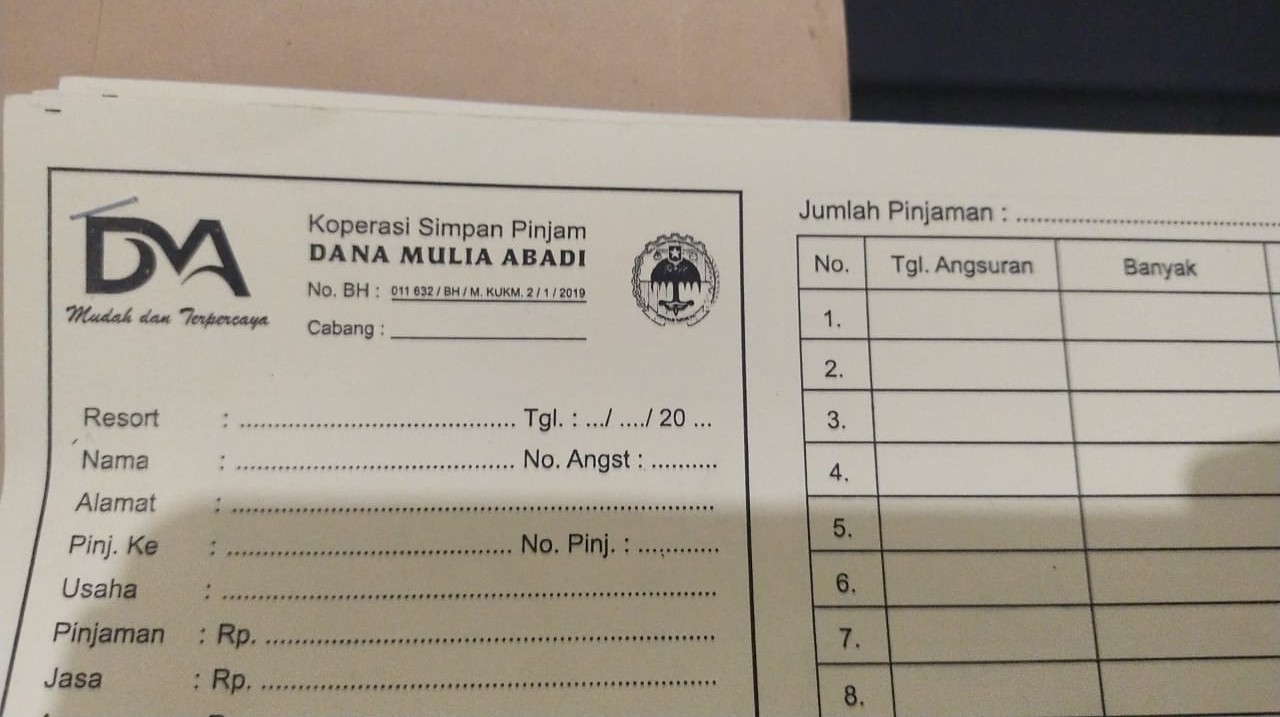 DMA
Mudah dan Terpercaya
Koperasi Simpan Pinjam
DANA MULIA ABADI
No. BH : 011 632 / BH / M. KUKM. 2 / 1 / 2019
Cabang :
Resort : .......... Tgl. : .../ ..../ 20 ...
Nama : .......... No. Angst : ..........
Alamat : ..........
Pinj. Ke : .......... No. Pinj. : ..........
Usaha : ..........
Pinjaman : Rp. ..........
Jasa : Rp. ..........
Jumlah Pinjaman : ..........
No. Tgl. Angsuran Banyak
1.
2.
3.
4.
5.
6.
7.
8.